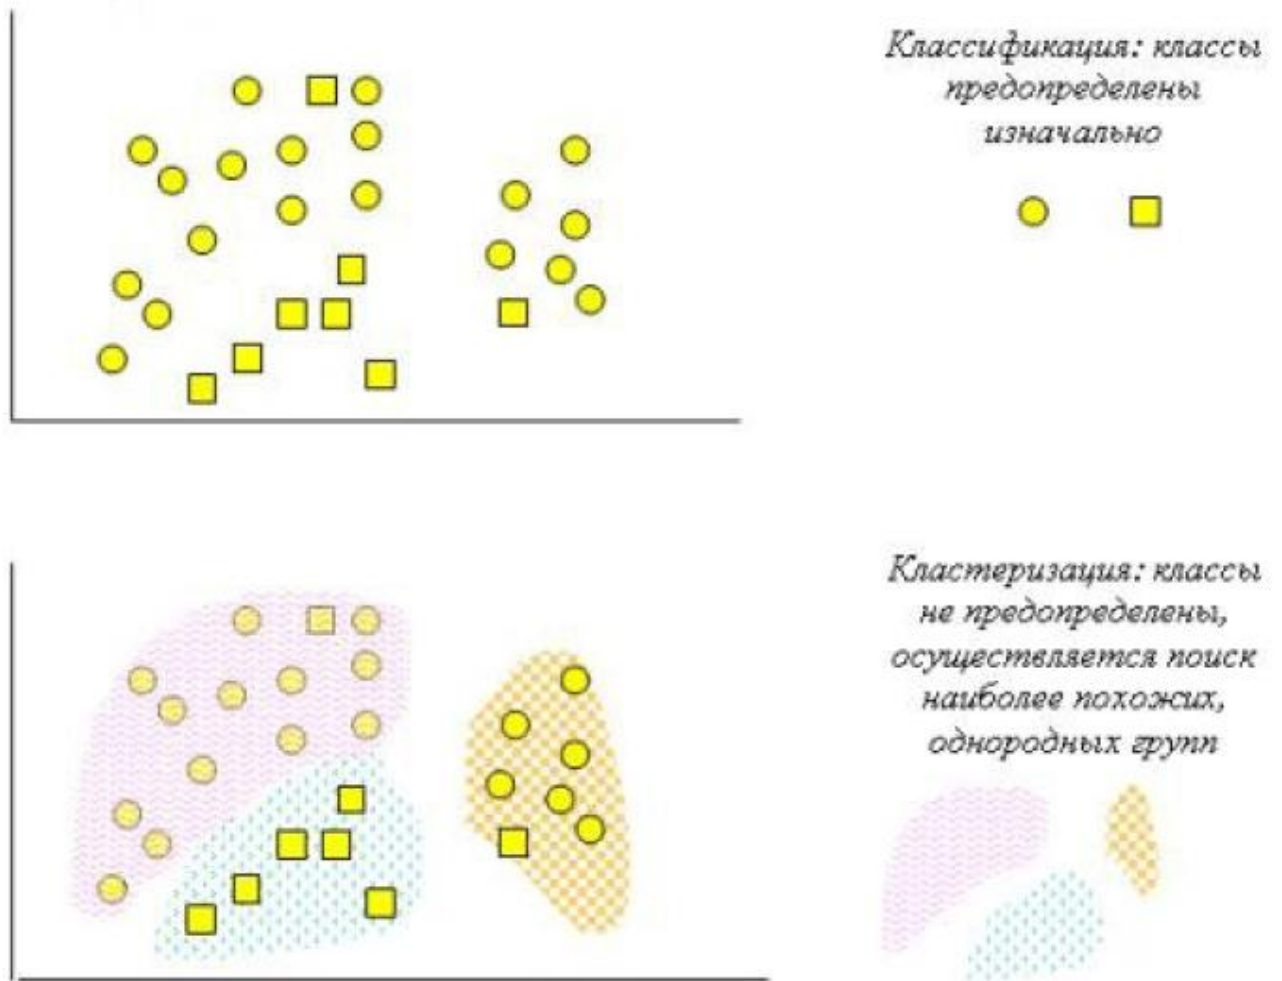 Классификация: классы
предопределены
изначально
Кластеризация: классы
не предопределены,
осуществляется поиск
наиболее похожих,
однородных групп